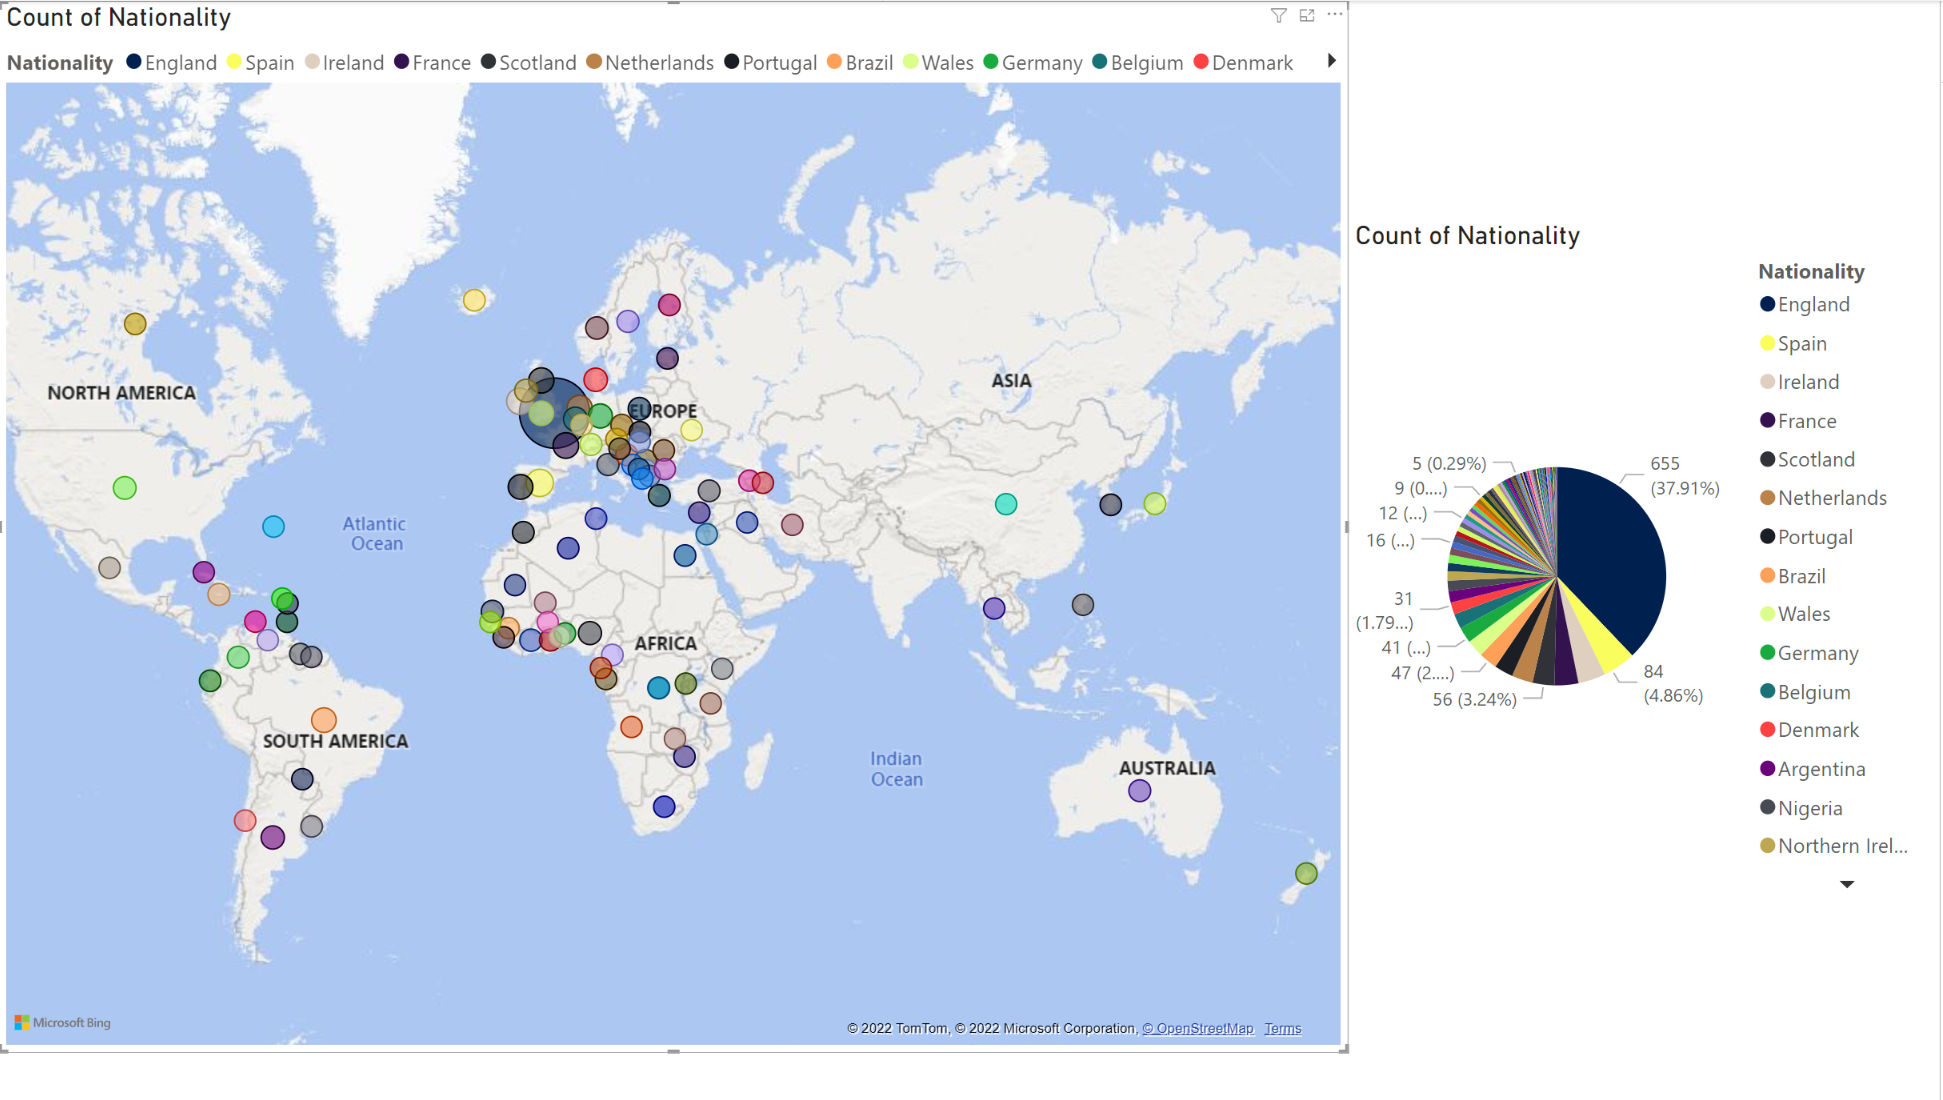 Count of Nationality
Nationality England Spain Ireland France Scotland Netherlands Portugal Brazil Wales Germany Belgium Denmark
NORTH AMERICA
ASIA
EUROPE
Atlantic
Ocean
AFRICA
SOUTH AMERICA
Indian
Ocean
AUSTRALIA
Microsoft Bing
© 2022 TomTom, © 2022 Microsoft Corporation, © OpenStreetMap Terms
Count of Nationality
5 (0.29%)
9 (0....)
12 (...)
16 (...)
31
(1.79...)
41 (...)
47 (2....)
56 (3.24%)
655
(37.91%)
84
(4.86%)
Nationality
England
Spain
Ireland
France
Scotland
Netherlands
Portugal
Brazil
Wales
Germany
Belgium
Denmark
Argentina
Nigeria
Northern Irel...